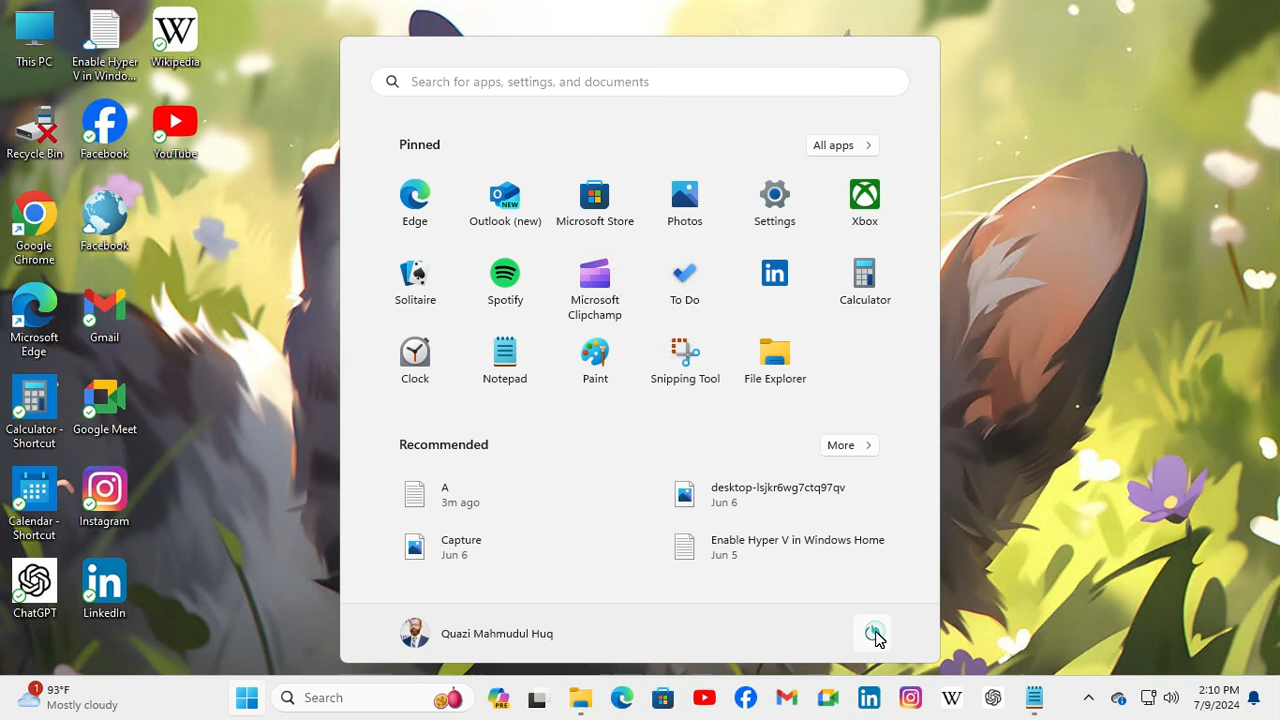 This PC
Enable Hyper
V in Windo...
Wikipedia
Recycle Bin
Facebook
YouTube
Google
Chrome
Facebook
Microsoft
Edge
Gmail
Calculator -
Shortcut
Google Meet
Calendar -
Shortcut
Instagram
ChatGPT
LinkedIn
Search for apps, settings, and documents
Pinned
All apps
Edge
Outlook (new)
Microsoft Store
Photos
Settings
Xbox
Solitaire
Spotify
Microsoft
Clipchamp
To Do
Calculator
Clock
Notepad
Paint
Snipping Tool
File Explorer
Recommended
More
A
3m ago
desktop-lsjkr6wg7ctq97qv
Jun 6
Capture
Jun 6
Enable Hyper V in Windows Home
Jun 5
Quazi Mahmudul Huq
1
93°F
Mostly cloudy
Search
PRE
2:10 PM
7/9/2024